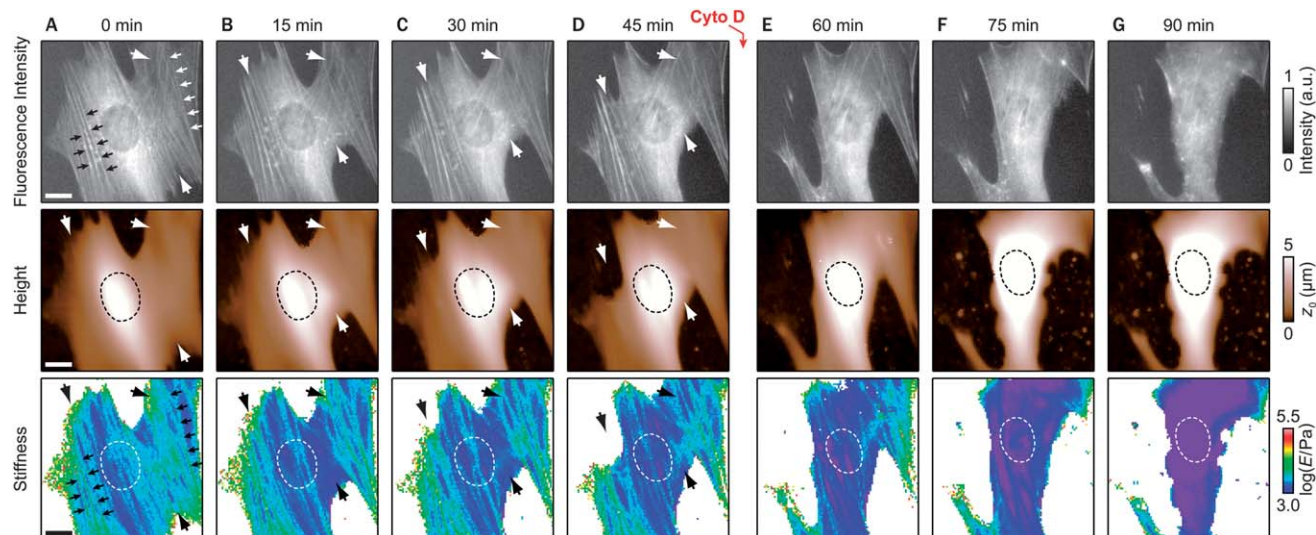 Cyto D
A 0 min B 15 min C 30 min D 45 min E 60 min F 75 min G 90 min
Fluorescence Intensity
1
0
Intensity (a.u.)
Height
5
0
z₀ (μm)
Stiffness
5.5
3.0
log(E/Pa)